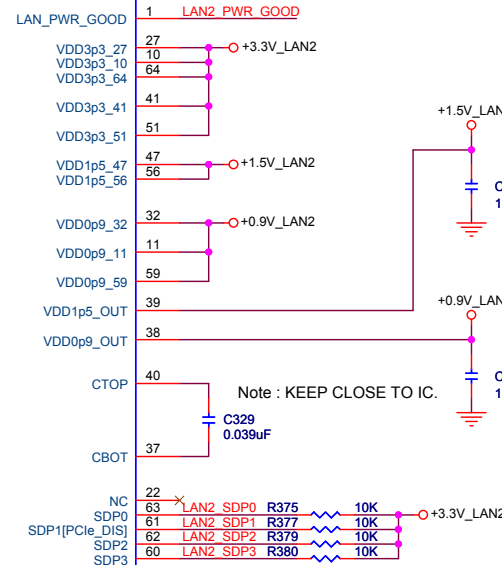 LAN_PWR_GOOD 1 LAN2_PWR_GOOD
VDD3p3_27 27 +3.3V_LAN2
VDD3p3_10 10
VDD3p3_64 64
VDD3p3_41 41
VDD3p3_51 51
+1.5V_LAN
VDD1p5_47 47 +1.5V_LAN2
VDD1p5_56 56
C
1
VDD0p9_32 32 +0.9V_LAN2
VDD0p9_11 11
VDD0p9_59 59
VDD1p5_OUT 39 +0.9V_LAN
VDD0p9_OUT 38
CTOP 40
C
1
Note : KEEP CLOSE TO IC.
C329
0.039uF
CBOT 37
NC 22
SDP0 63 LAN2_SDP0 R375 10K
SDP1[PCIe_DIS] 61 LAN2_SDP1 R377 10K +3.3V_LAN2
SDP2 62 LAN2_SDP2 R379 10K
SDP3 60 LAN2_SDP3 R380 10K